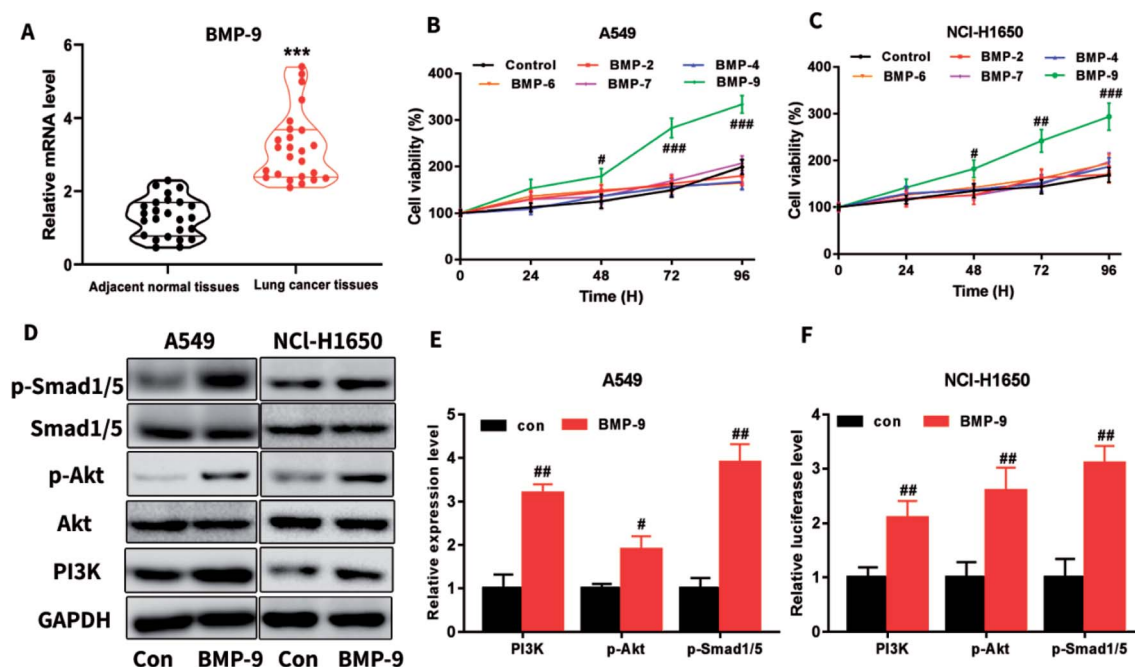 A
BMP-9
***
Relative mRNA level
6
4
2
0
Adjacent normal tissues
Lung cancer tissues
B
A549
Control
BMP-2
BMP-4
BMP-6
BMP-7
BMP-9
Cell viability (%)
400
300
200
100
0
#
###
###
0
24
48
72
96
Time (H)
C
NCl-H1650
Control
BMP-2
BMP-4
BMP-6
BMP-7
BMP-9
Cell viability (%)
400
300
200
100
0
#
##
###
0
24
48
72
96
Time (H)
D
A549
NCl-H1650
p-Smad1/5
Smad1/5
p-Akt
Akt
PI3K
GAPDH
Con
BMP-9
Con
BMP-9
E
A549
con
BMP-9
Relative expression level
5
4
3
2
1
0
##
#
##
PI3K
p-Akt
p-Smad1/5
F
NCl-H1650
con
BMP-9
Relative luciferase level
4
3
2
1
0
##
##
##
PI3K
p-Akt
p-Smad1/5